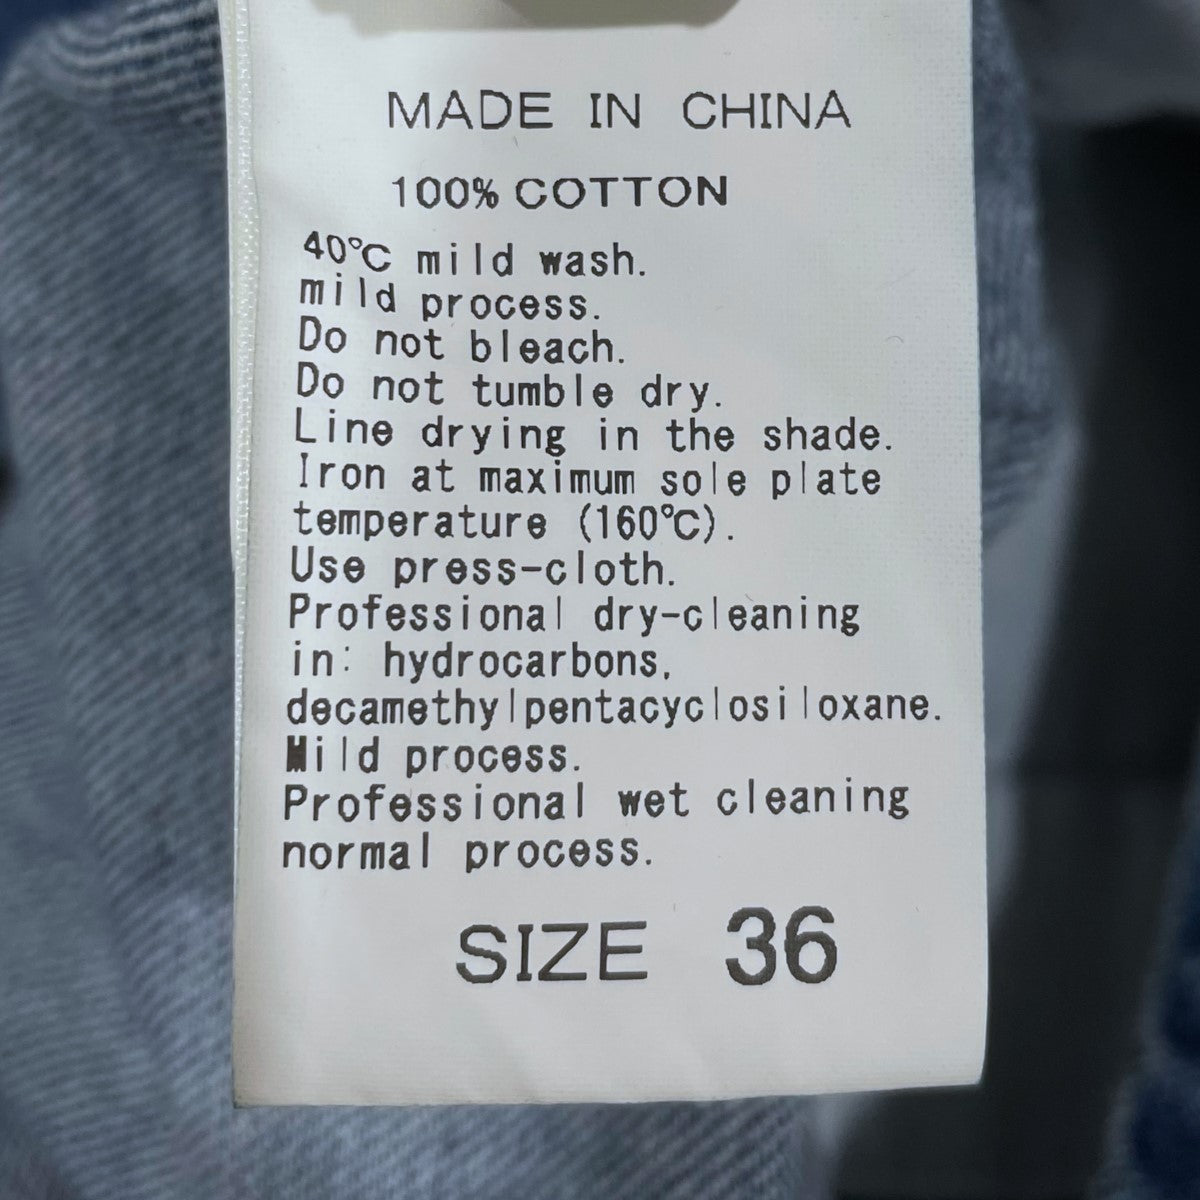 MADE IN CHINA
100% COTTON
40℃ mild wash.
mild process.
Do not bleach.
Do not tumble dry.
Line drying in the shade.
Iron at maximum sole plate
temperature (160℃).
Use press-cloth.
Professional dry-cleaning
in: hydrocarbons,
decamethylpentacyclosiloxane.
Mild process.
Professional wet cleaning
normal process.
SIZE 36